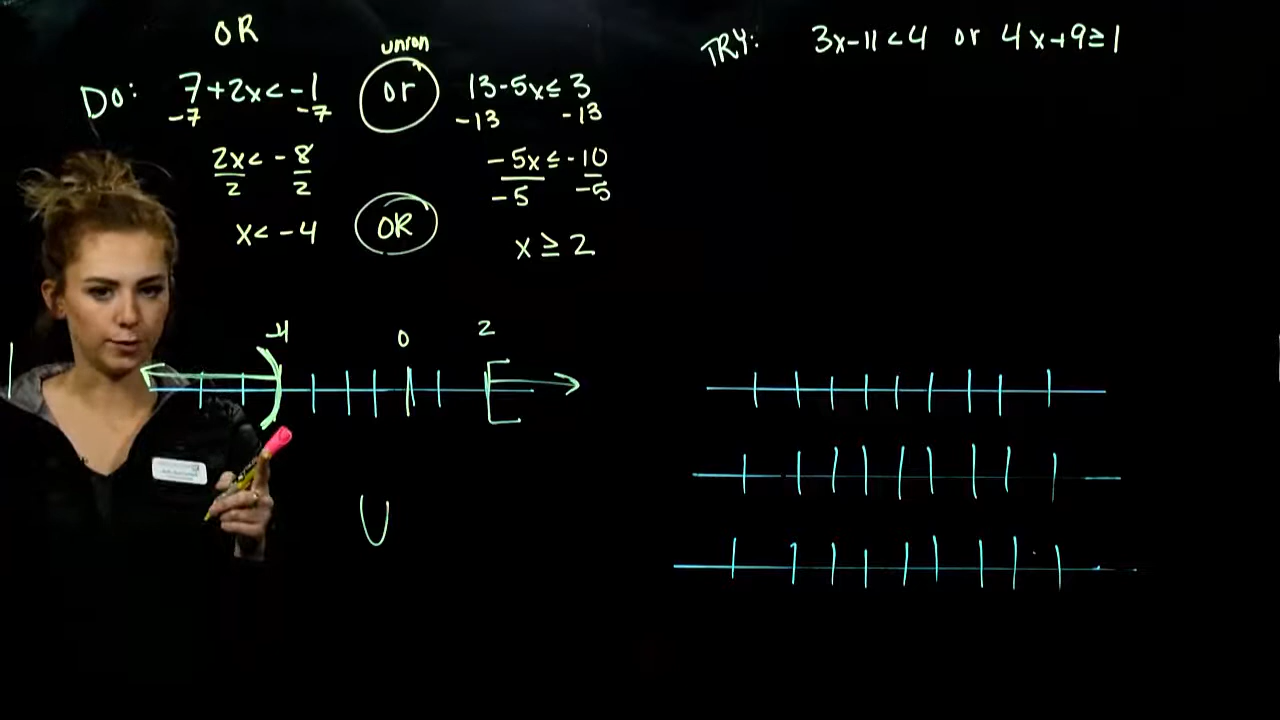 OR
union
Do: 7+2x<-1 or 13-5x≤3
-7 -7 -13 -13
2x<-8 -5x≤-10
2 2 -5 -5
x<-4 OR x≥2
-4 0 2
U
TRY: 3x-11<4 or 4x+9≥1